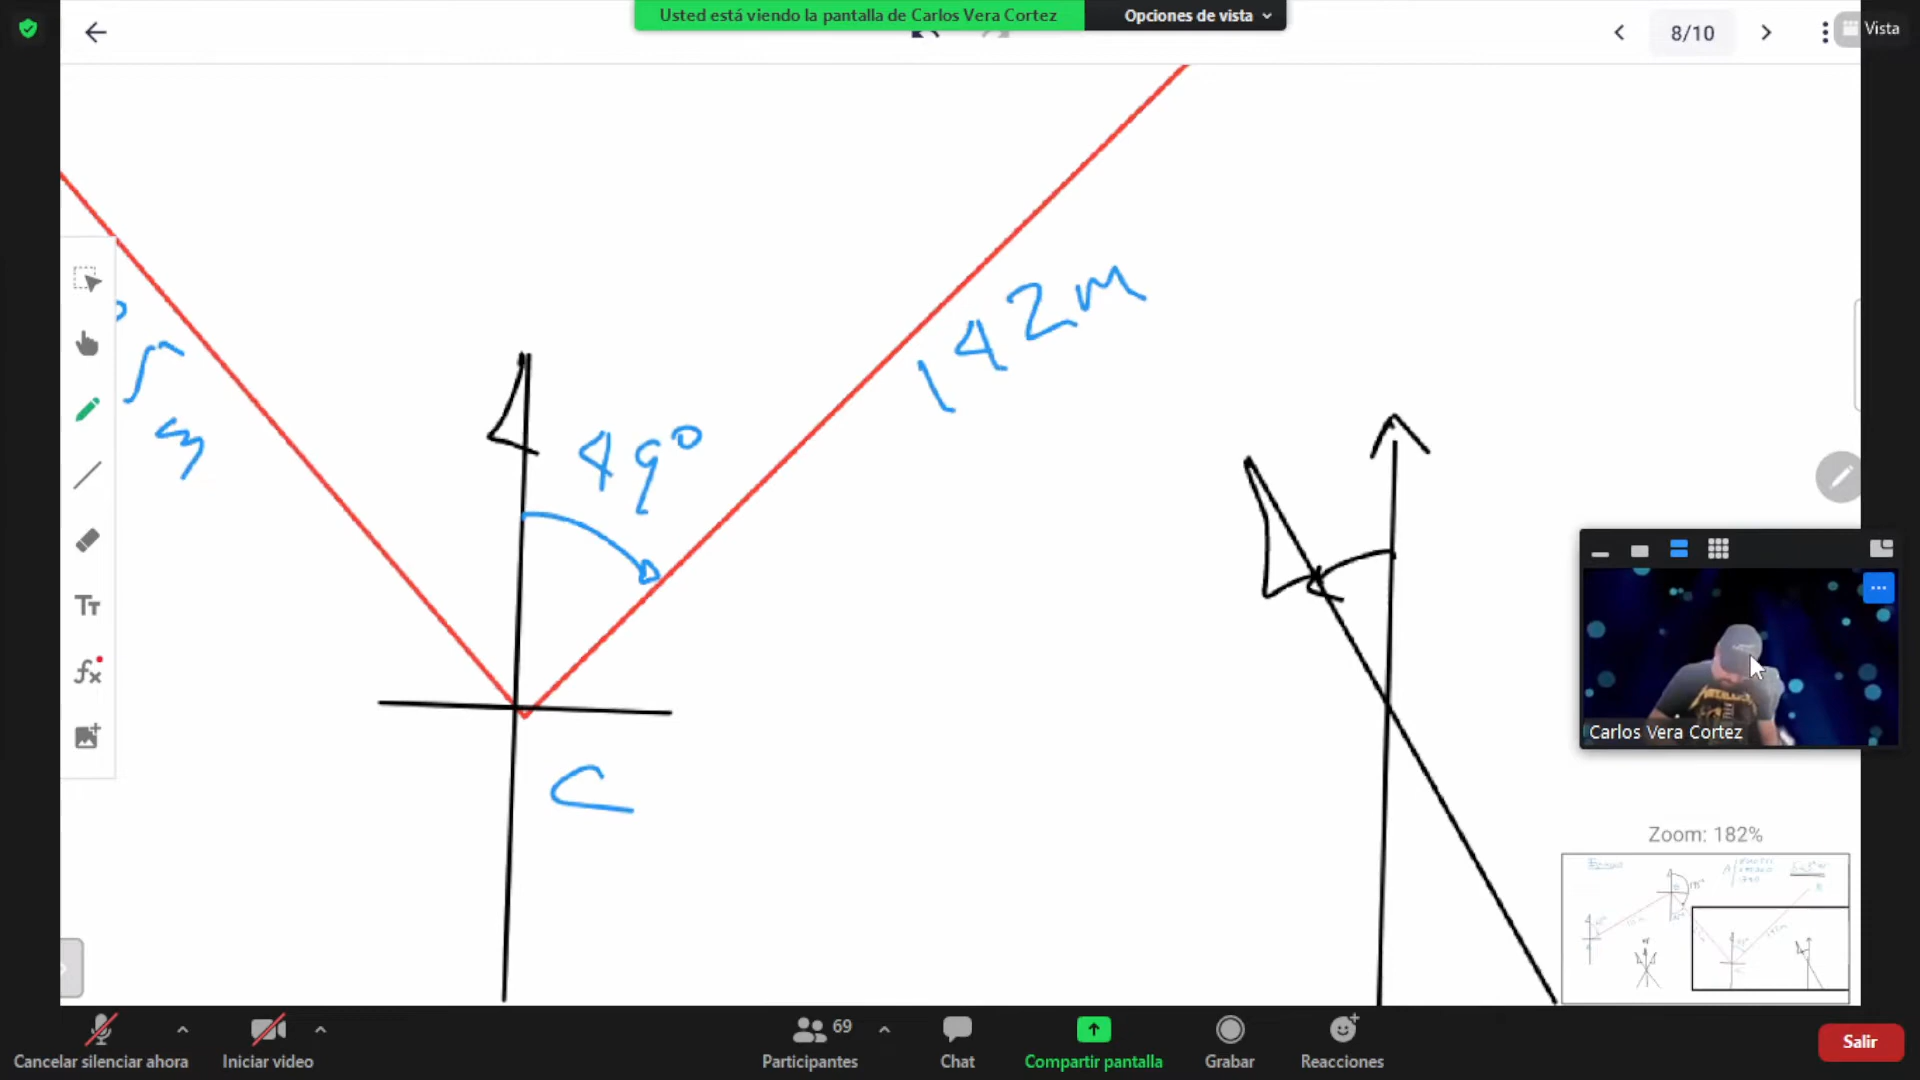 Usted está viendo la pantalla de Carlos Vera Cortez
Opciones de vista
8/10
Vista
142m
49°
m
C
Carlos Vera Cortez
Zoom: 182%
Cancelar silenciar ahora
Iniciar video
69
Participantes
Chat
Compartir pantalla
Grabar
Reacciones
Salir